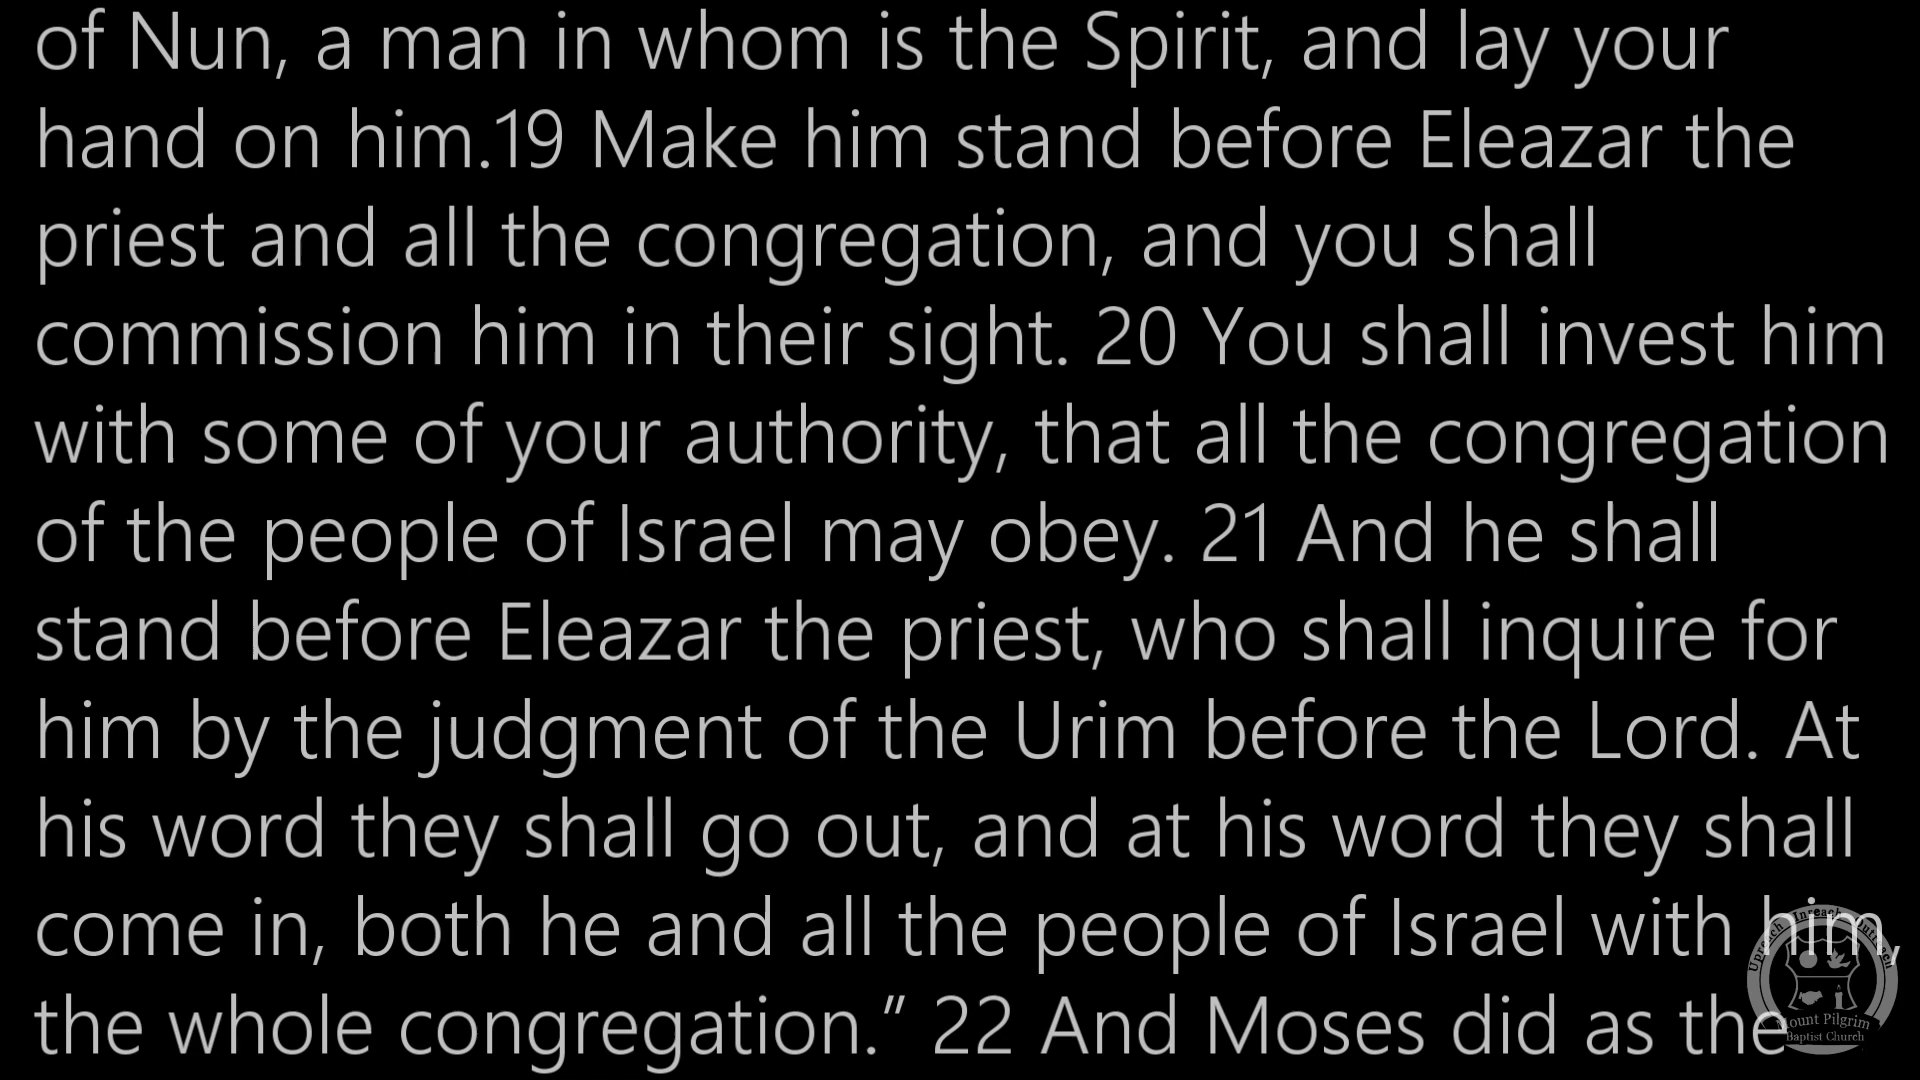 of Nun, a man in whom is the Spirit, and lay your
hand on him.19 Make him stand before Eleazar the
priest and all the congregation, and you shall
commission him in their sight. 20 You shall invest him
with some of your authority, that all the congregation
of the people of Israel may obey. 21 And he shall
stand before Eleazar the priest, who shall inquire for
him by the judgment of the Urim before the Lord. At
his word they shall go out, and at his word they shall
come in, both he and all the people of Israel with him,
the whole congregation.” 22 And Moses did as the
Upreach Inreach Outreach
Mount Pilgrim
Baptist Church